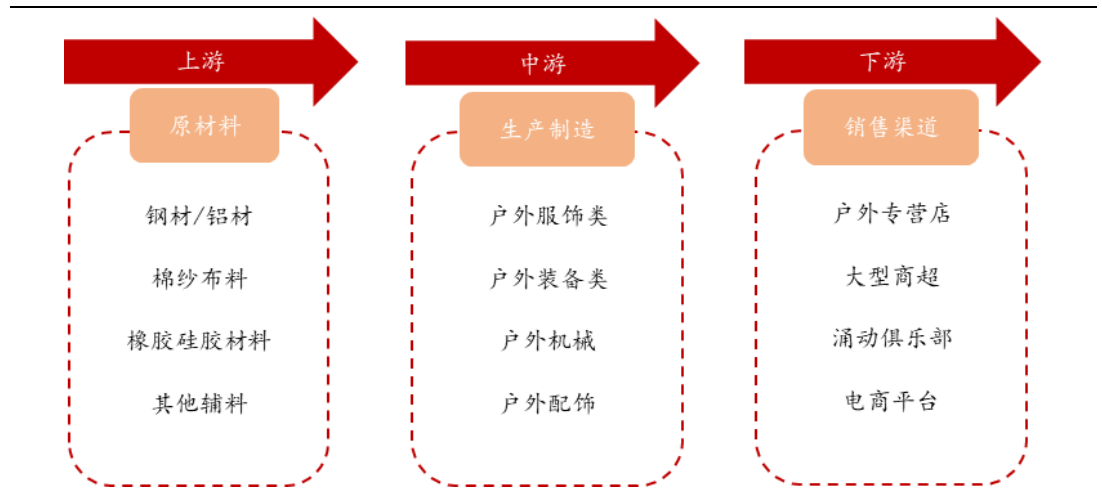 上游
原材料
钢材/铝材
棉纱布料
橡胶硅胶材料
其他辅料
中游
生产制造
户外服饰类
户外装备类
户外机械
户外配饰
下游
销售渠道
户外专营店
大型商超
涌动俱乐部
电商平台